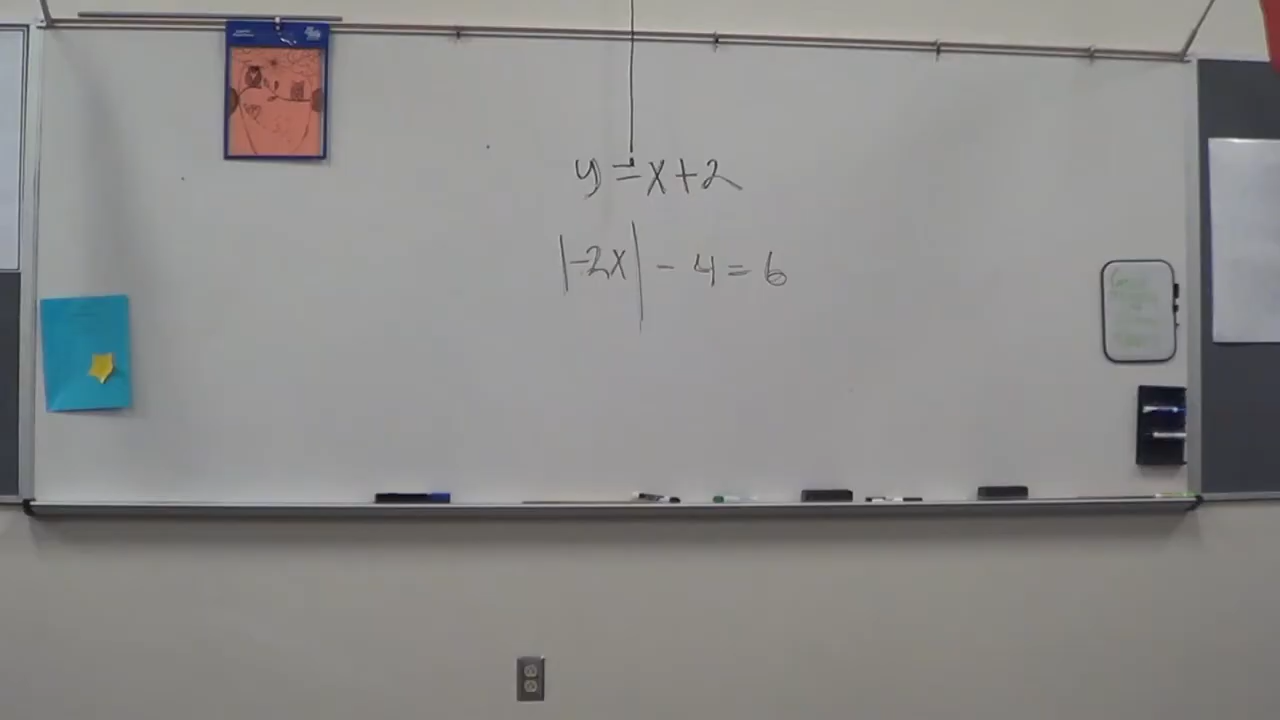 y = x + 2
|-2x| - 4 = 6